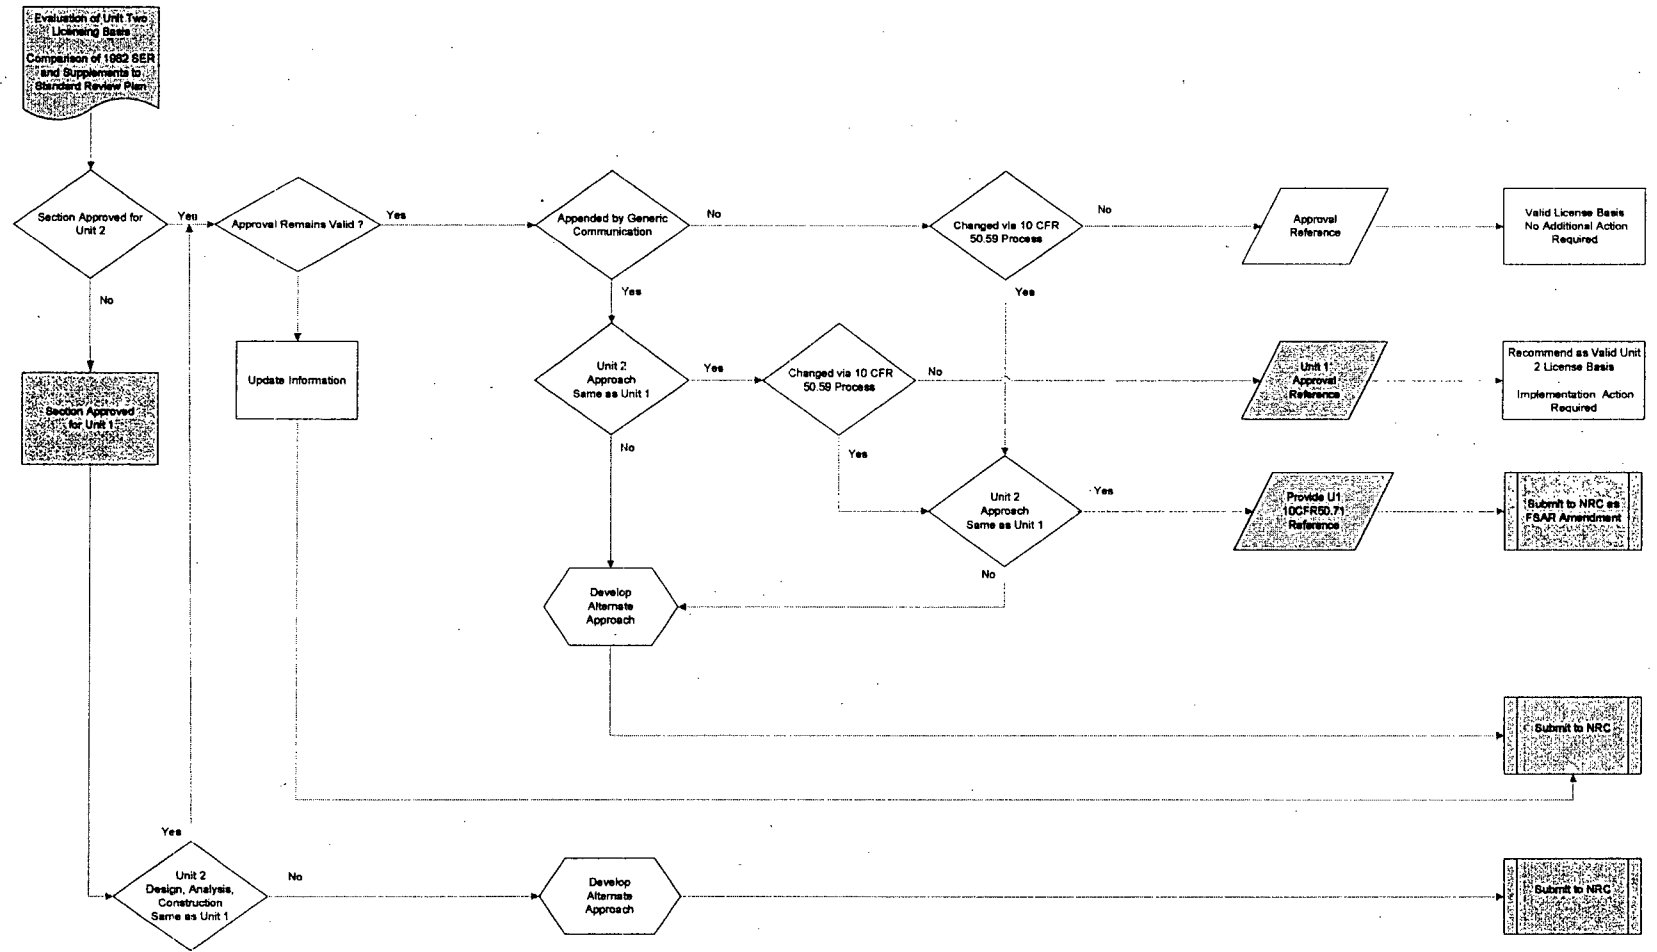 Evaluation of Unit Two
Licensing Basis
Comparison of 1982 SER
and Supplements to
Standard Review Plan
Section Approved for
Unit 2
Yes
Approval Remains Valid ?
Yes
Appended by Generic
Communication
No
Changed via 10 CFR
50.59 Process
No
Approval
Reference
Valid License Basis
No Additional Action
Required
No
Yes
Yes
Section Approved
for Unit 1
Update Information
Unit 2
Approach
Same as Unit 1
Yes
Changed via 10 CFR
50.59 Process
No
Unit 1
Approval
Reference
Recommend as Valid Unit
2 License Basis
Implementation Action
Required
No
Yes
Unit 2
Approach
Same as Unit 1
Yes
Provide U1
10CFR50.71
Reference
Submit to NRC as
FSAR Amendment
No
Develop
Alternate
Approach
Submit to NRC
Yes
Unit 2
Design, Analysis,
Construction
Same as Unit 1
No
Develop
Alternate
Approach
Submit to NRC